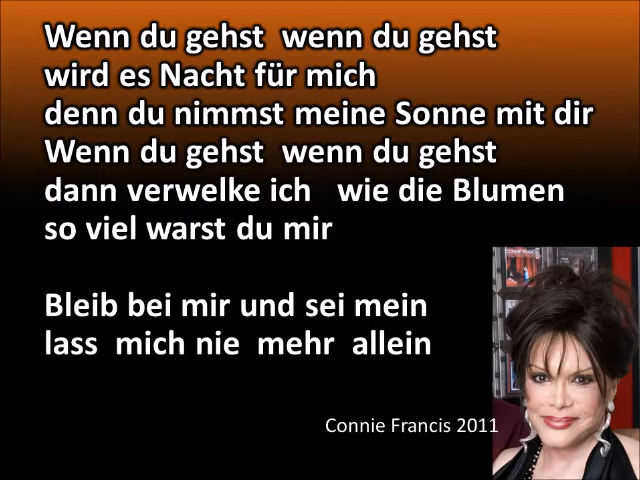 Wenn du gehst  wenn du gehst
wird es Nacht für mich
denn du nimmst meine Sonne mit dir
Wenn du gehst  wenn du gehst
dann verwelke ich   wie die Blumen
so viel warst du mir
Bleib bei mir und sei mein
lass  mich nie  mehr  allein
CONNIE FRANCIS
Connie Francis 2011